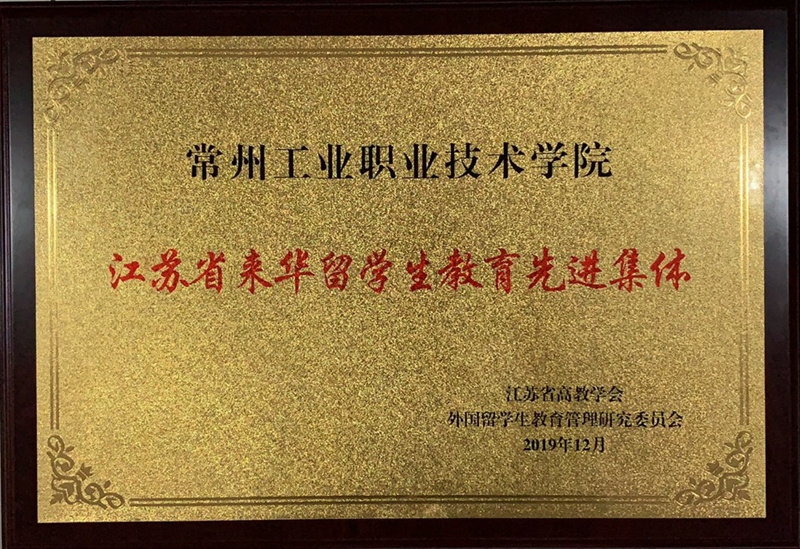 常州工业职业技术学院
江苏省来华留学生教育先进集体
江苏省高教学会
外国留学生教育管理研究委员会
2019年12月